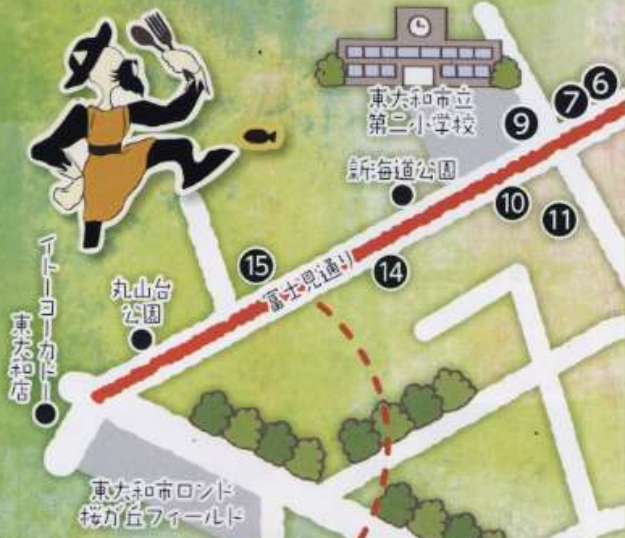 東大和市立
第二小学校
6
7
9
新海道公園
10
11
15
富士見通り
14
丸山台
公園
イトーヨーカドー
東大和店
東大和市ロンド
桜が丘フィールド